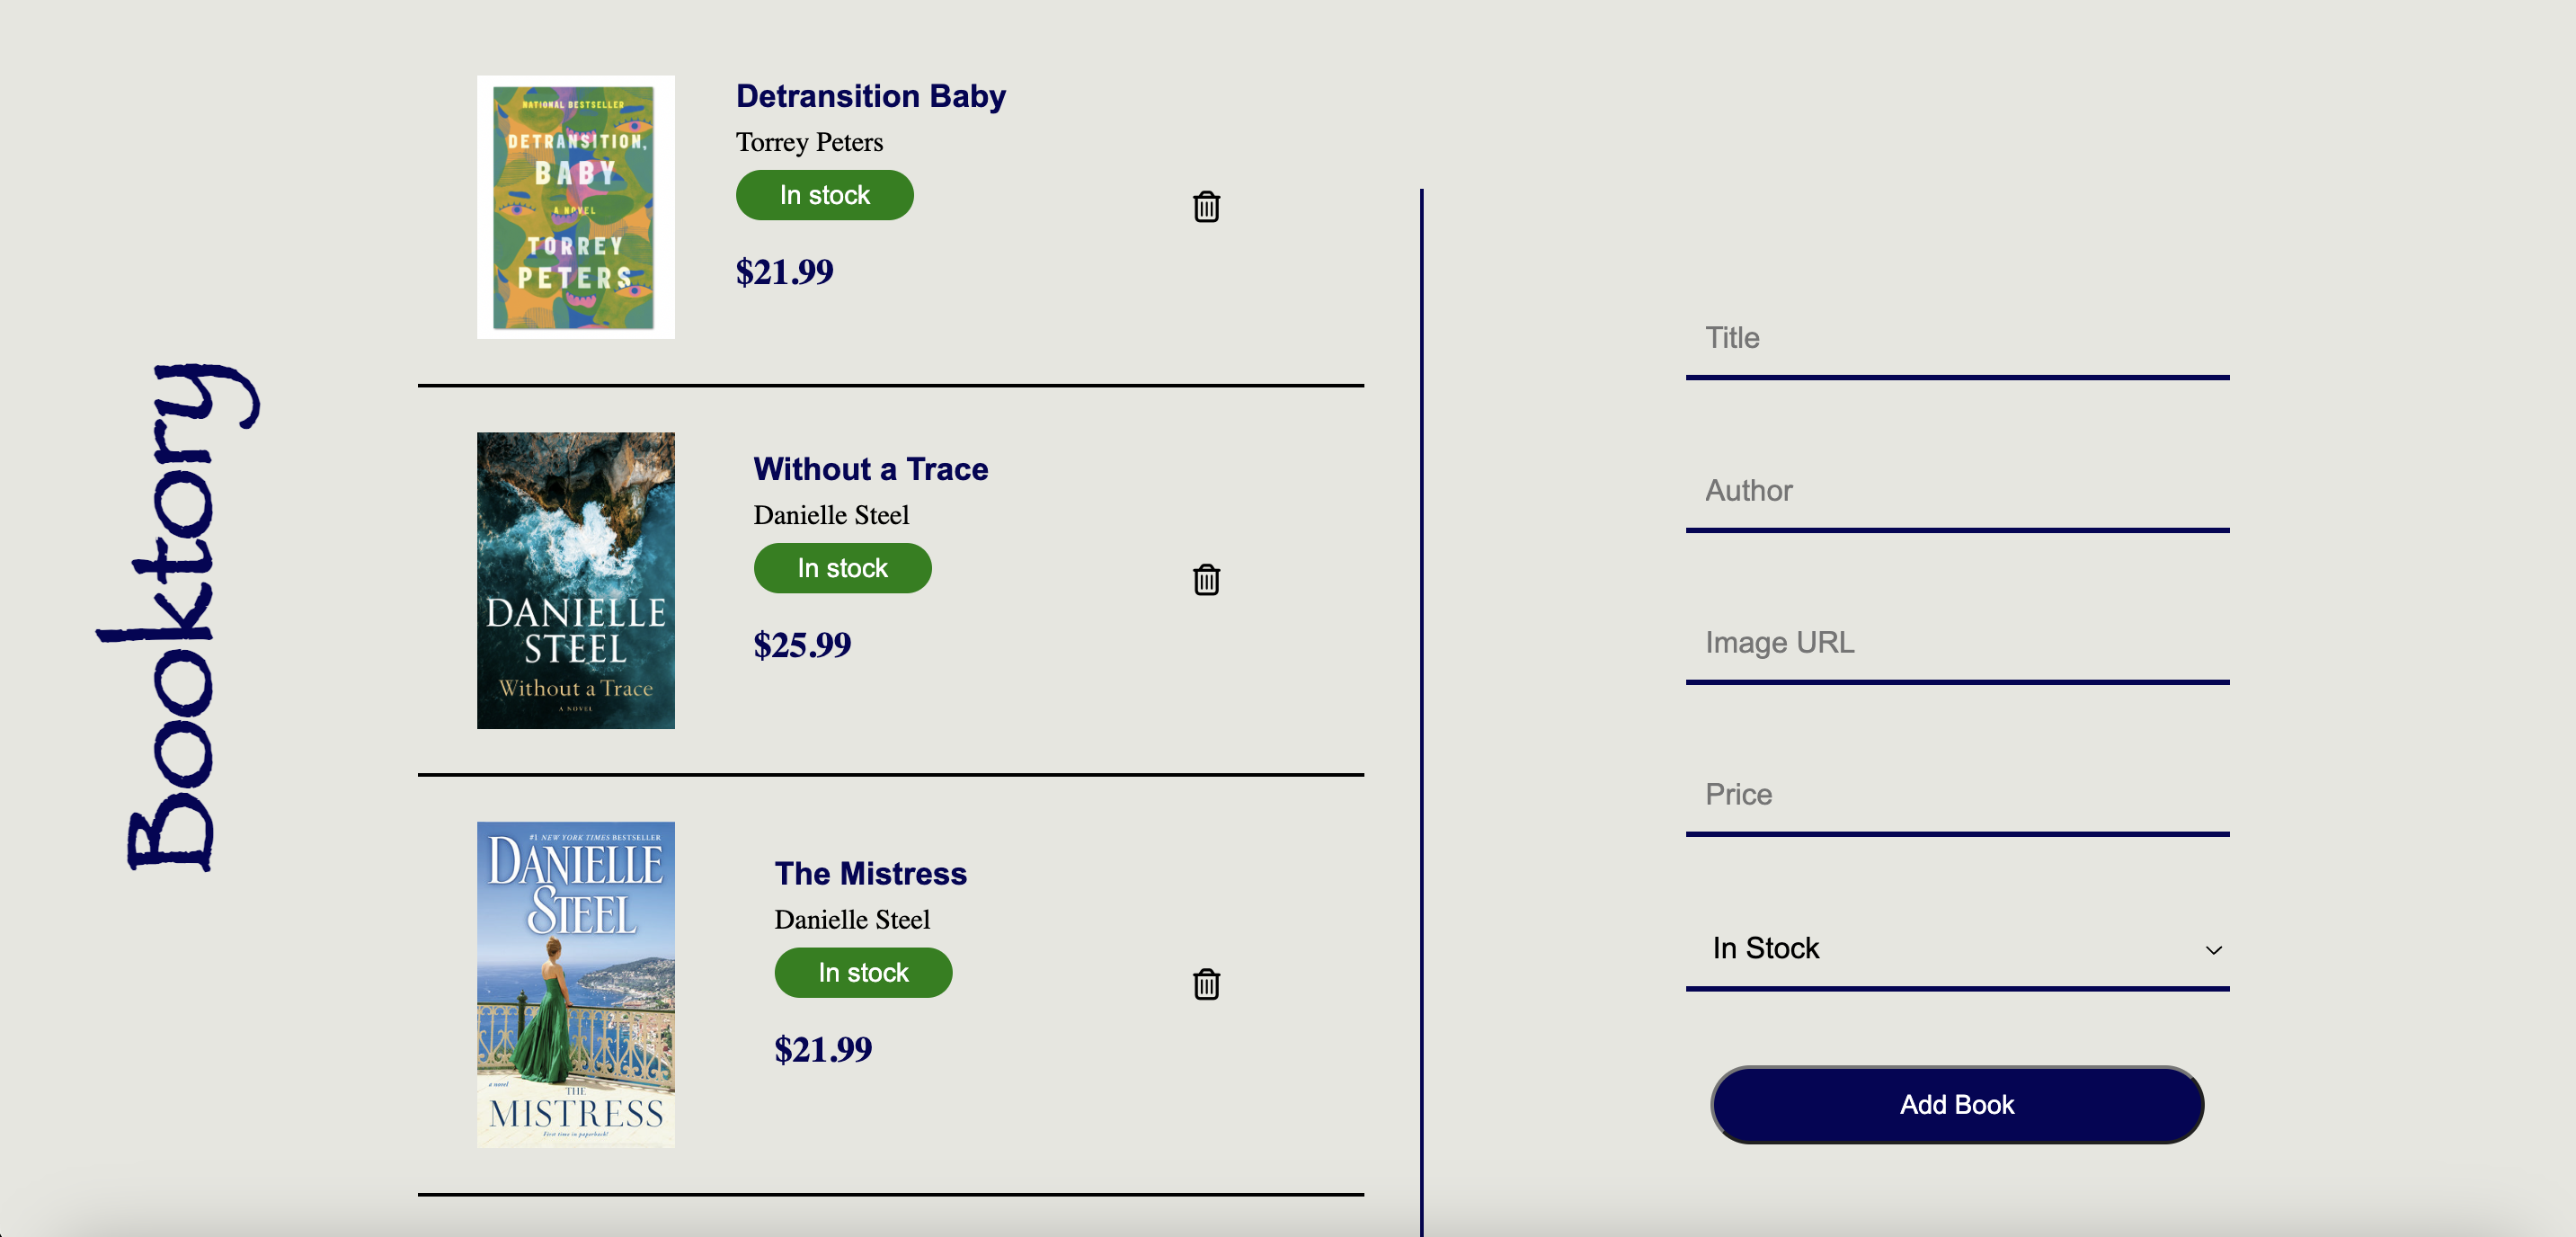 Booktory
NATIONAL BESTSELLER
DETRANSITION,
BABY
A NOVEL
TORREY
PETERS
Detransition Baby
Torrey Peters
In stock
$21.99
DANIELLE
STEEL
Without a Trace
A NOVEL
Without a Trace
Danielle Steel
In stock
$25.99
#1 NEW YORK TIMES BESTSELLER
DANIELLE
STEEL
a novel
THE
MISTRESS
First time in paperback!
The Mistress
Danielle Steel
In stock
$21.99
Title
Author
Image URL
Price
In Stock
Add Book